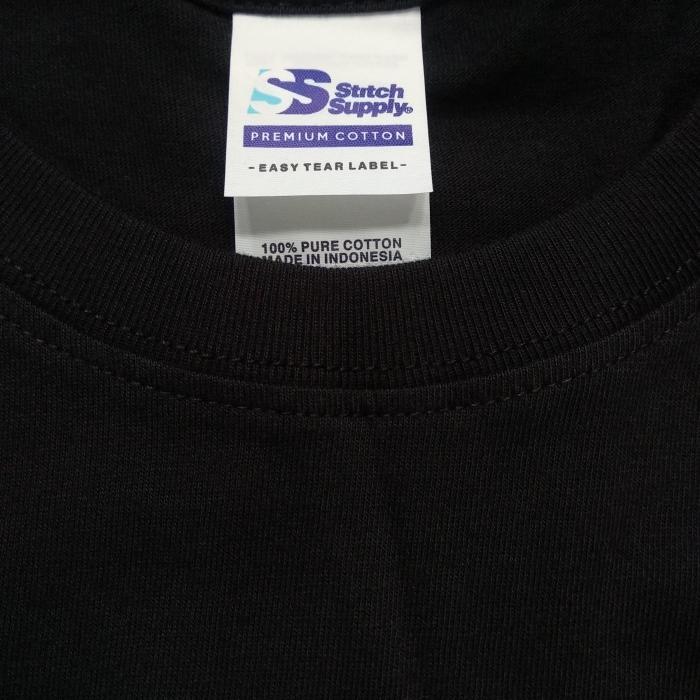 SS Stitch
Supply®
PREMIUM COTTON
-EASY TEAR LABEL-
100% PURE COTTON
MADE IN INDONESIA